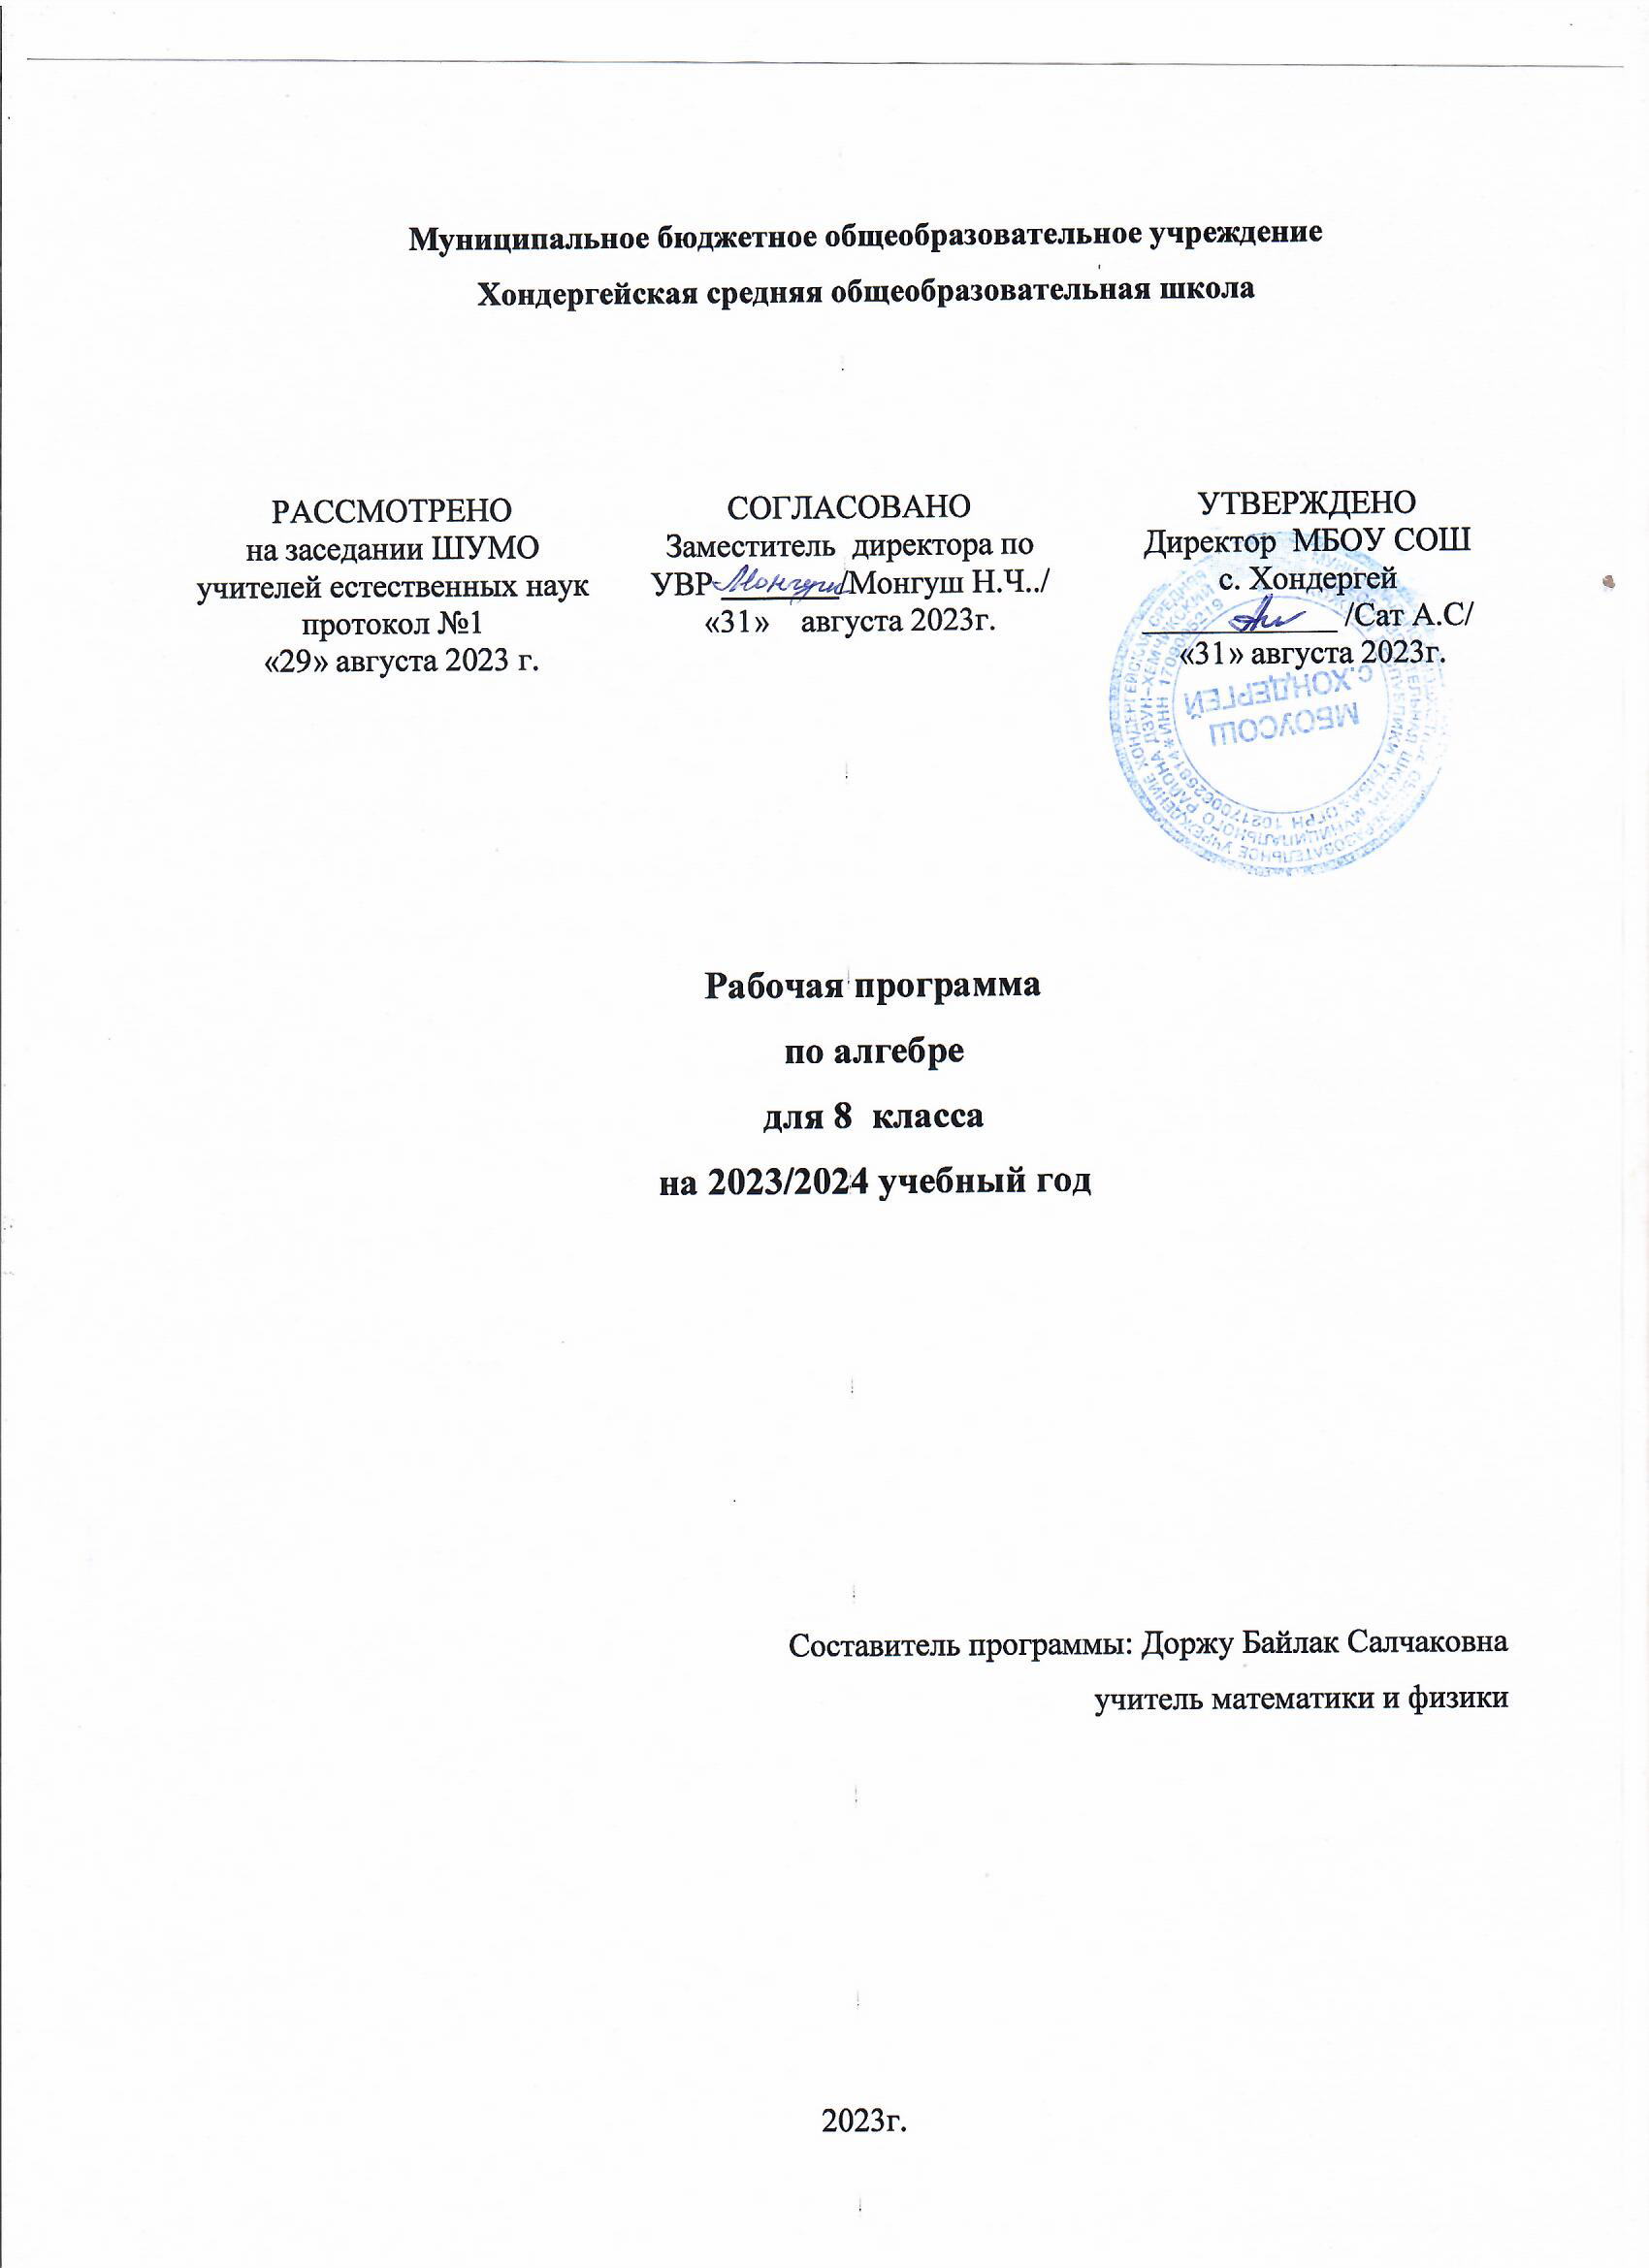 Муниципальное бюджетное общеобразовательное учреждение
Хондергейская средняя общеобразовательная школа
РАССМОТРЕНО
на заседании ШУМО
учителей естественных наук
протокол №1
«29» августа 2023 г.
СОГЛАСОВАНО
Заместитель директора по
УВР Монгуш /Монгуш Н.Ч../
«31» августа 2023г.
УТВЕРЖДЕНО
Директор МБОУ СОШ
с. Хондергей
/Сат А.С/
«31» августа 2023г.
МБОУСОШ
С.ХОНДЕРГЕЙ
Рабочая программа
по алгебре
для 8 класса
на 2023/2024 учебный год
Составитель программы: Доржу Байлак Салчаковна
учитель математики и физики
2023г.